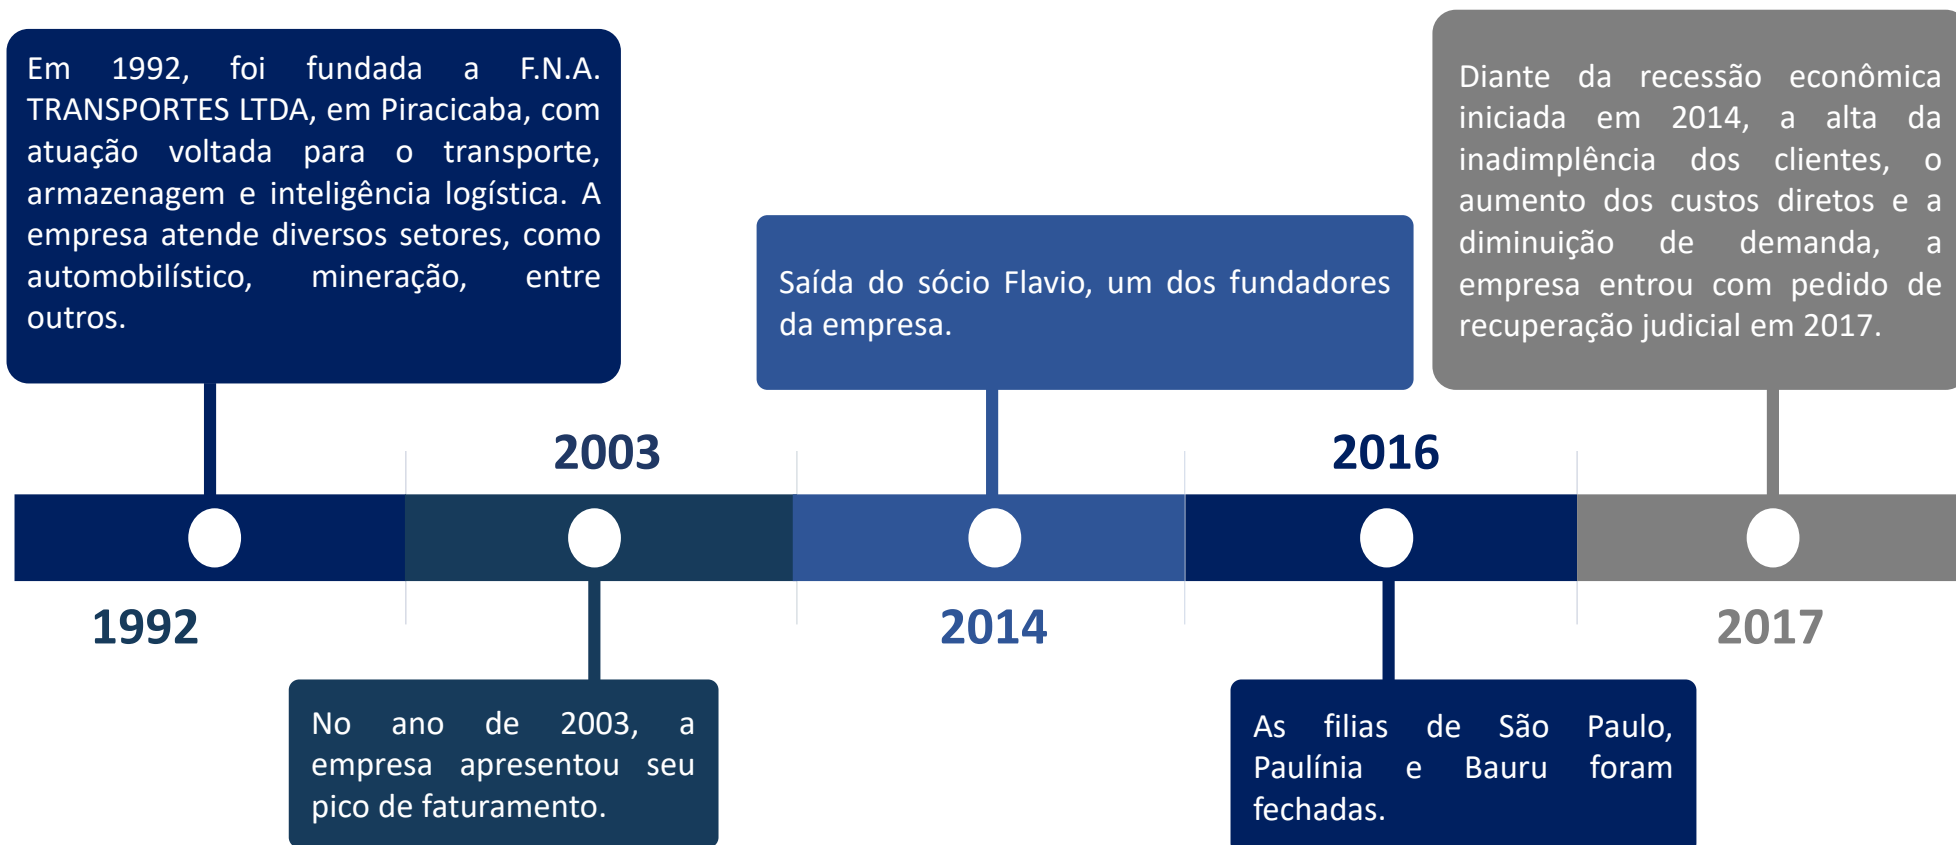 Em 1992, foi fundada a F.N.A.
TRANSPORTES LTDA, em Piracicaba, com
atuação voltada para o transporte,
armazenagem e inteligência logística. A
empresa atende diversos setores, como
automobilístico, mineração, entre
outros.
1992
2003
No ano de 2003, a
empresa apresentou seu
pico de faturamento.
Saída do sócio Flavio, um dos fundadores
da empresa.
2014
2016
As filias de São Paulo,
Paulínia e Bauru foram
fechadas.
Diante da recessão econômica
iniciada em 2014, a alta da
inadimplência dos clientes, o
aumento dos custos diretos e a
diminuição de demanda, a
empresa entrou com pedido de
recuperação judicial em 2017.
2017